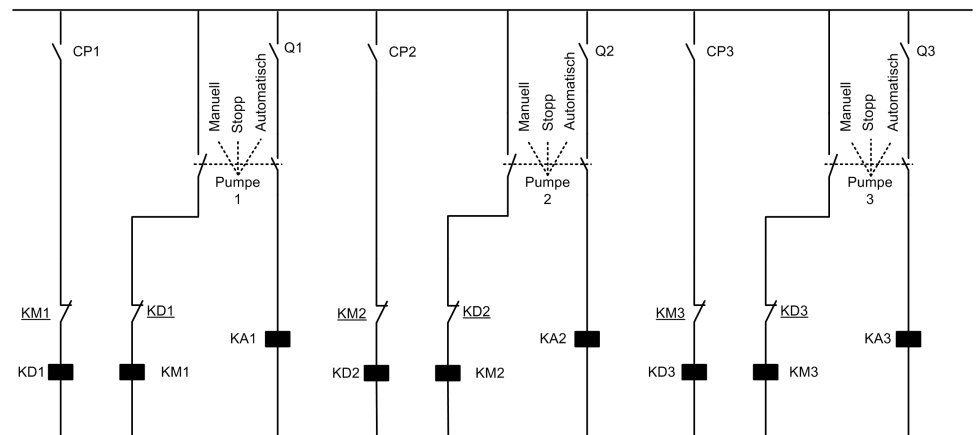 CP1
Q1
CP2
Q2
CP3
Q3
Manuell
Stopp
Automatisch
Manuell
Stopp
Automatisch
Manuell
Stopp
Automatisch
Pumpe
1
Pumpe
2
Pumpe
3
KM1
KD1
KM2
KD2
KM3
KD3
KA1
KA2
KA3
KD1
KM1
KD2
KM2
KD3
KM3